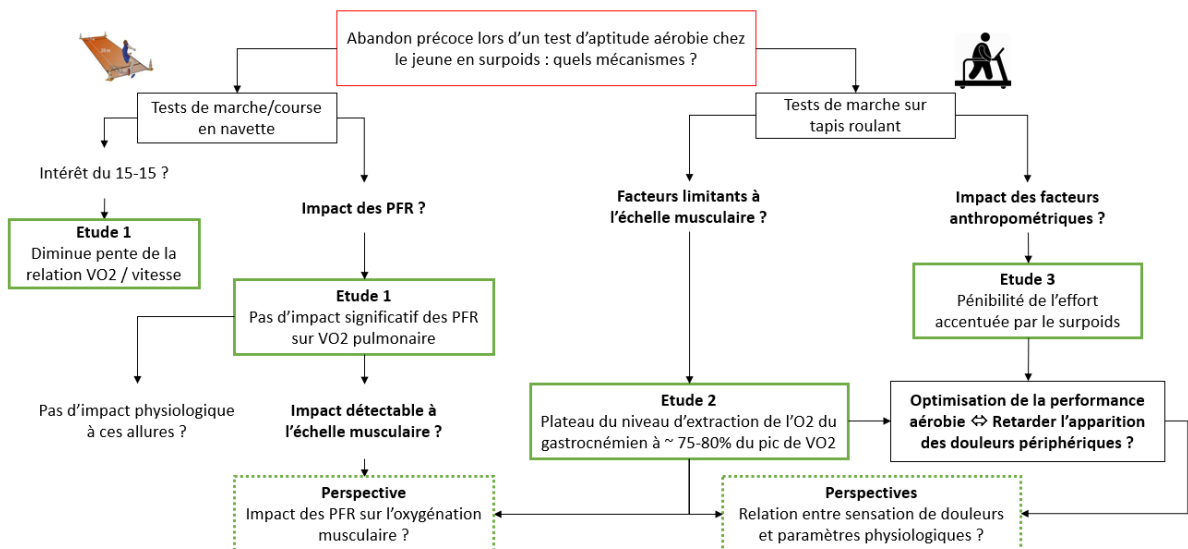 Abandon précoce lors d'un test d'aptitude aérobie chez
le jeune en surpoids : quels mécanismes ?
Tests de marche/course
en navette
Tests de marche sur
tapis roulant
Intérêt du 15-15 ?
Impact des PFR ?
Facteurs limitants à
l'échelle musculaire ?
Impact des facteurs
anthropométriques ?
Etude 1
Diminue pente de la
relation VO2 / vitesse
Etude 1
Pas d'impact significatif des PFR
sur VO2 pulmonaire
Etude 3
Pénibilité de l'effort
accentuée par le surpoids
Pas d'impact physiologique
à ces allures ?
Impact détectable à
l'échelle musculaire ?
Etude 2
Plateau du niveau d'extraction de l'O2 du
gastrocnémien à ~ 75-80% du pic de VO2
Optimisation de la performance
aérobie ⇔ Retarder l'apparition
des douleurs périphériques ?
Perspective
Impact des PFR sur l'oxygénation
musculaire ?
Perspectives
Relation entre sensation de douleurs
et paramètres physiologiques ?